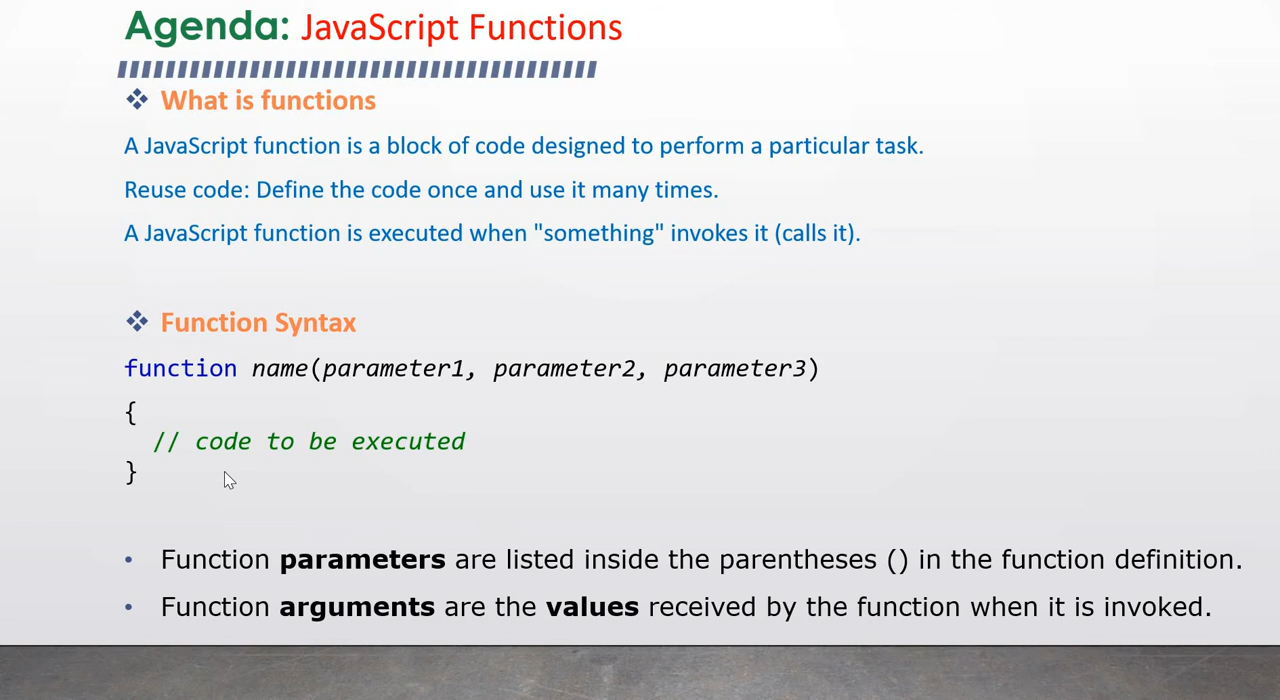 Agenda: JavaScript Functions
❖ What is functions
A JavaScript function is a block of code designed to perform a particular task.
Reuse code: Define the code once and use it many times.
A JavaScript function is executed when "something" invokes it (calls it).
❖ Function Syntax
function name(parameter1, parameter2, parameter3)
{
// code to be executed
}
• Function parameters are listed inside the parentheses () in the function definition.
• Function arguments are the values received by the function when it is invoked.